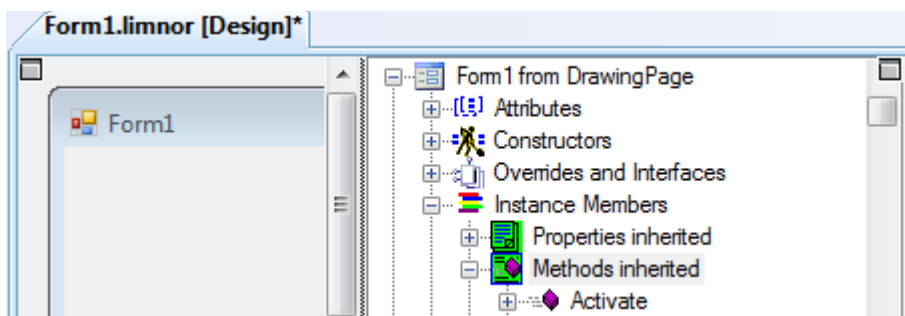 Form1.limnor [Design]*
Form1
Form1 from DrawingPage
Attributes
Constructors
Overrides and Interfaces
Instance Members
Properties inherited
Methods inherited
Activate